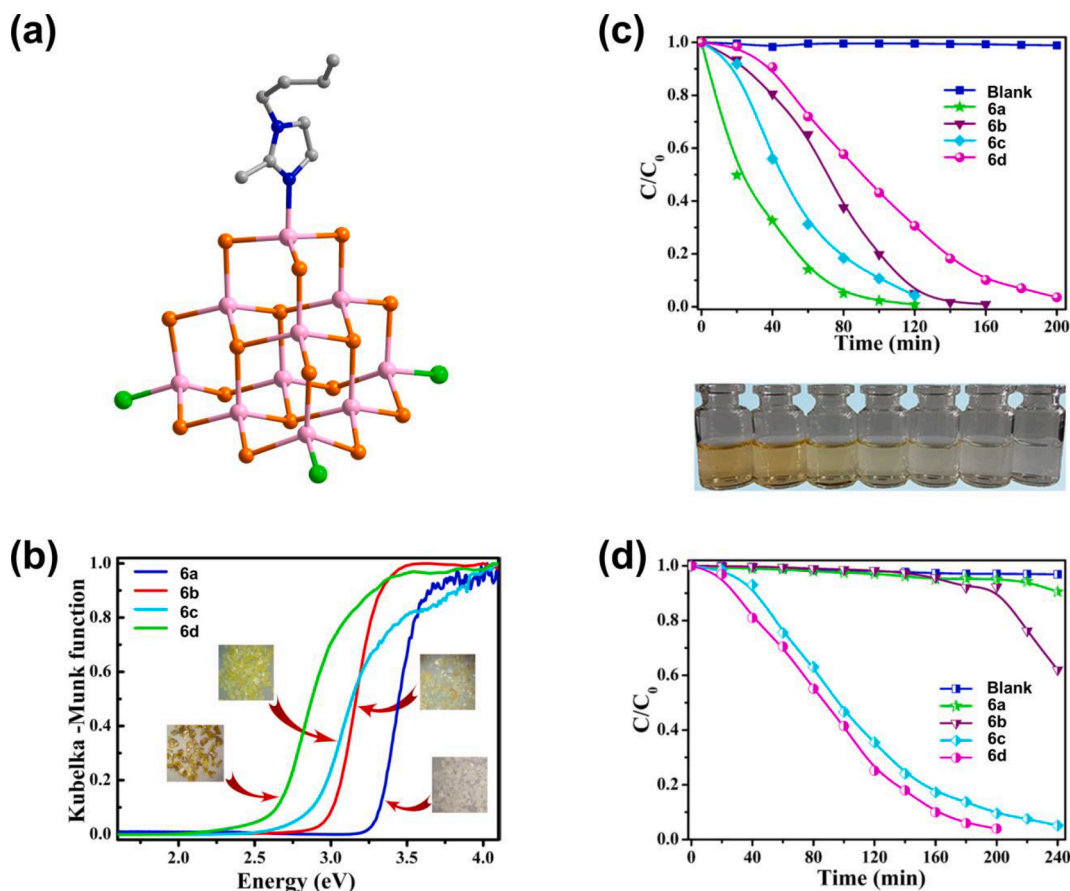 (a)
(c)
1.0
0.8
0.6
0.4
0.2
0.0
C/C0
Blank
6a
6b
6c
6d
0 40 80 120 160 200
Time (min)
(b)
1.0
0.8
0.6
0.4
0.2
0.0
Kubelka -Munk function
6a
6b
6c
6d
2.0 2.5 3.0 3.5 4.0
Energy (eV)
(d)
1.0
0.8
0.6
0.4
0.2
0.0
C/C0
Blank
6a
6b
6c
6d
0 40 80 120 160 200 240
Time (min)